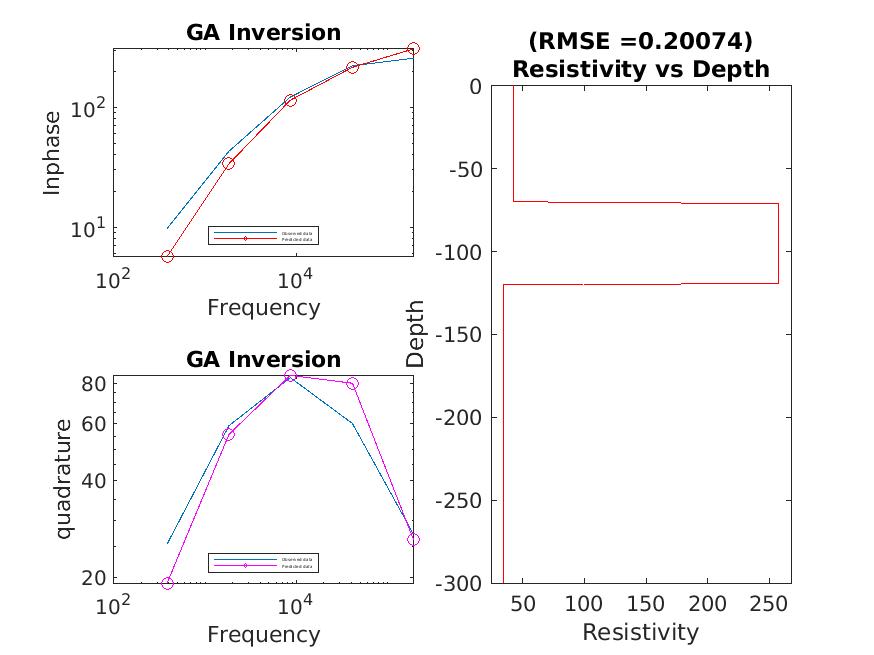 GA Inversion
10^2
10^1
Inphase
10^2
10^4
Frequency
Observed data
Predicted data
GA Inversion
80
60
40
20
quadrature
10^2
10^4
Frequency
Observed data
Predicted data
(RMSE =0.20074)
Resistivity vs Depth
0
-50
-100
-150
-200
-250
-300
Depth
50
100
150
200
250
Resistivity